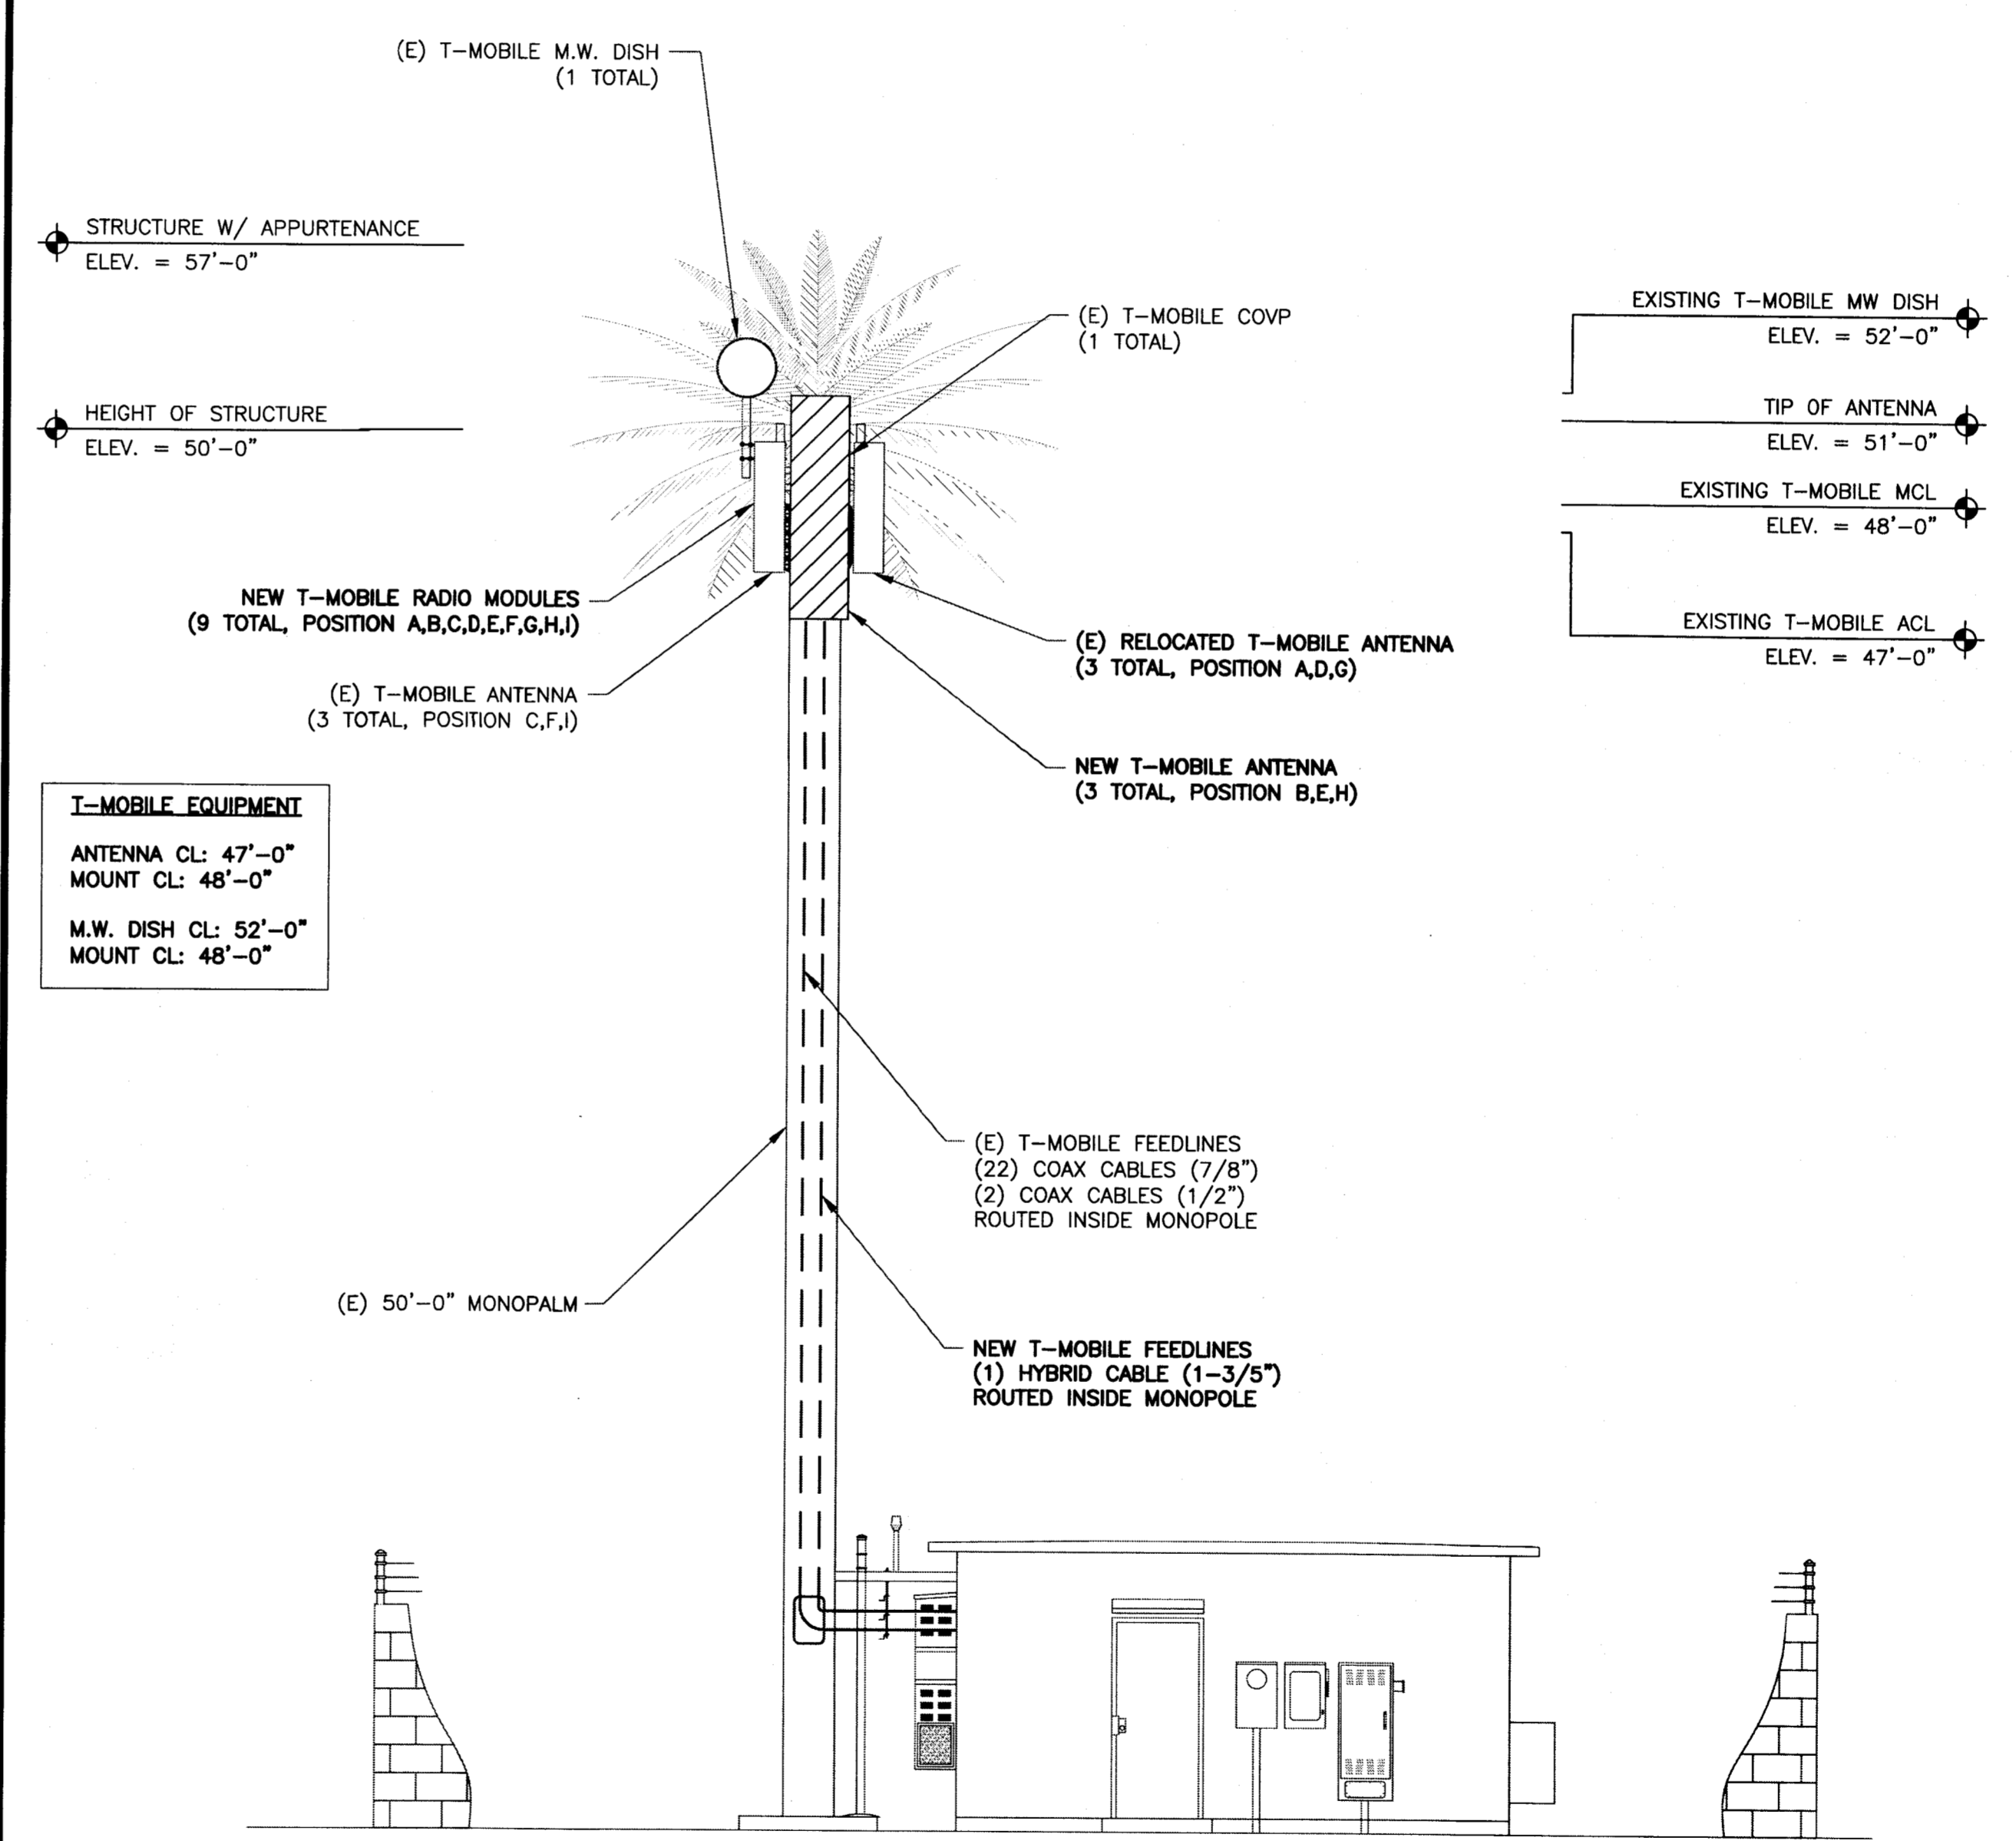 (E) T-MOBILE M.W. DISH
(1 TOTAL)
STRUCTURE W/ APPURTENANCE
ELEV. = 57'-0"
HEIGHT OF STRUCTURE
ELEV. = 50'-0"
(E) T-MOBILE COVP
(1 TOTAL)
EXISTING T-MOBILE MW DISH
ELEV. = 52'-0"
TIP OF ANTENNA
ELEV. = 51'-0"
EXISTING T-MOBILE MCL
ELEV. = 48'-0"
EXISTING T-MOBILE ACL
ELEV. = 47'-0"
NEW T-MOBILE RADIO MODULES
(9 TOTAL, POSITION A,B,C,D,E,F,G,H,I)
(E) T-MOBILE ANTENNA
(3 TOTAL, POSITION C,F,I)
(E) RELOCATED T-MOBILE ANTENNA
(3 TOTAL, POSITION A,D,G)
NEW T-MOBILE ANTENNA
(3 TOTAL, POSITION B,E,H)
T-MOBILE EQUIPMENT
ANTENNA CL: 47'-0"
MOUNT CL: 48'-0"
M.W. DISH CL: 52'-0"
MOUNT CL: 48'-0"
(E) T-MOBILE FEEDLINES
(22) COAX CABLES (7/8")
(2) COAX CABLES (1/2")
ROUTED INSIDE MONOPOLE
(E) 50'-0" MONOPALM
NEW T-MOBILE FEEDLINES
(1) HYBRID CABLE (1-3/5")
ROUTED INSIDE MONOPOLE